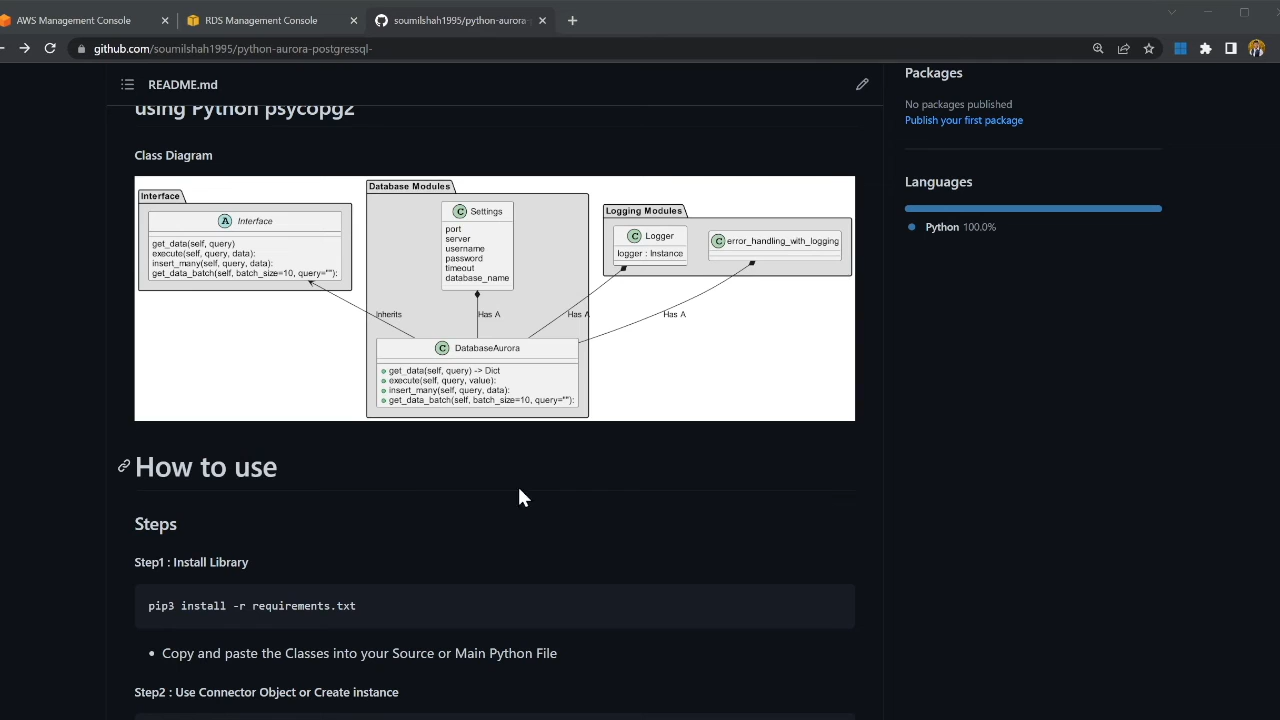 AWS Management Console
RDS Management Console
soumilshah1995/python-aurora
github.com/soumilshah1995/python-aurora-postgressql-
README.md
using Python psycopg2
Class Diagram
Interface
A Interface
get_data(self, query)
execute(self, query, data):
insert_many(self, query, data):
get_data_batch(self, batch_size=10, query=""):
Database Modules
C Settings
port
server
username
password
timeout
database_name
Logging Modules
C Logger
logger : Instance
C error_handling_with_logging
Inherits
Has A
Has A
Has A
C DatabaseAurora
get_data(self, query) -> Dict
execute(self, query, value):
insert_many(self, query, data):
get_data_batch(self, batch_size=10, query=""):
How to use
Steps
Step1 : Install Library
pip3 install -r requirements.txt
• Copy and paste the Classes into your Source or Main Python File
Step2 : Use Connector Object or Create instance
Packages
No packages published
Publish your first package
Languages
Python 100.0%